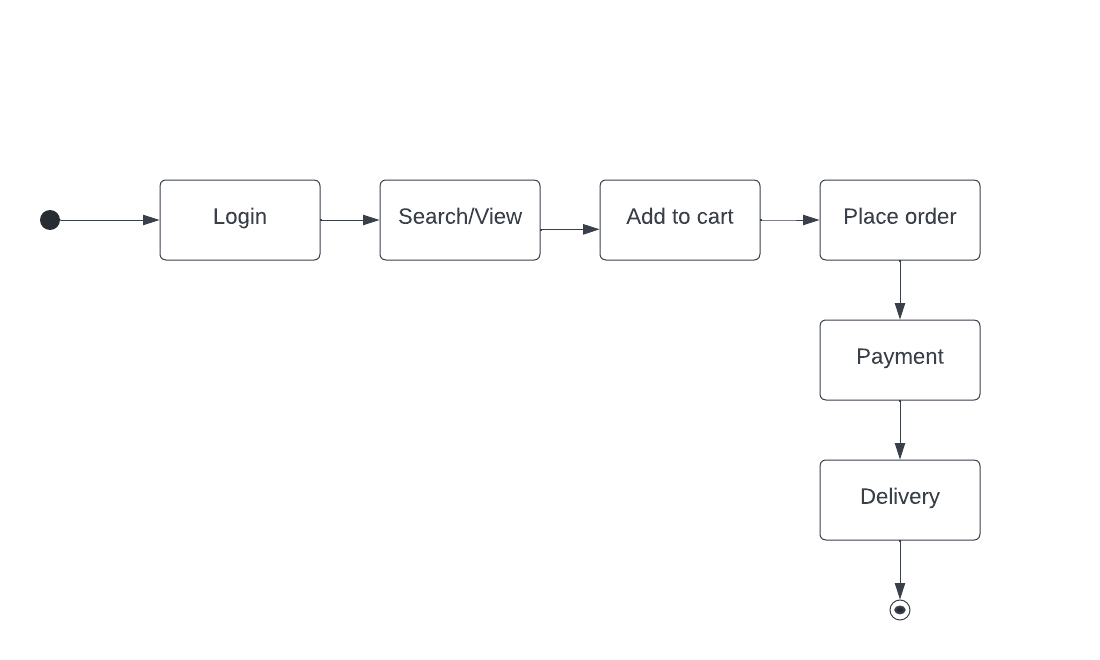 Login
Search/View
Add to cart
Place order
Payment
Delivery